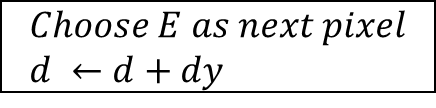 Choose E as next pixel
d ← d + dy